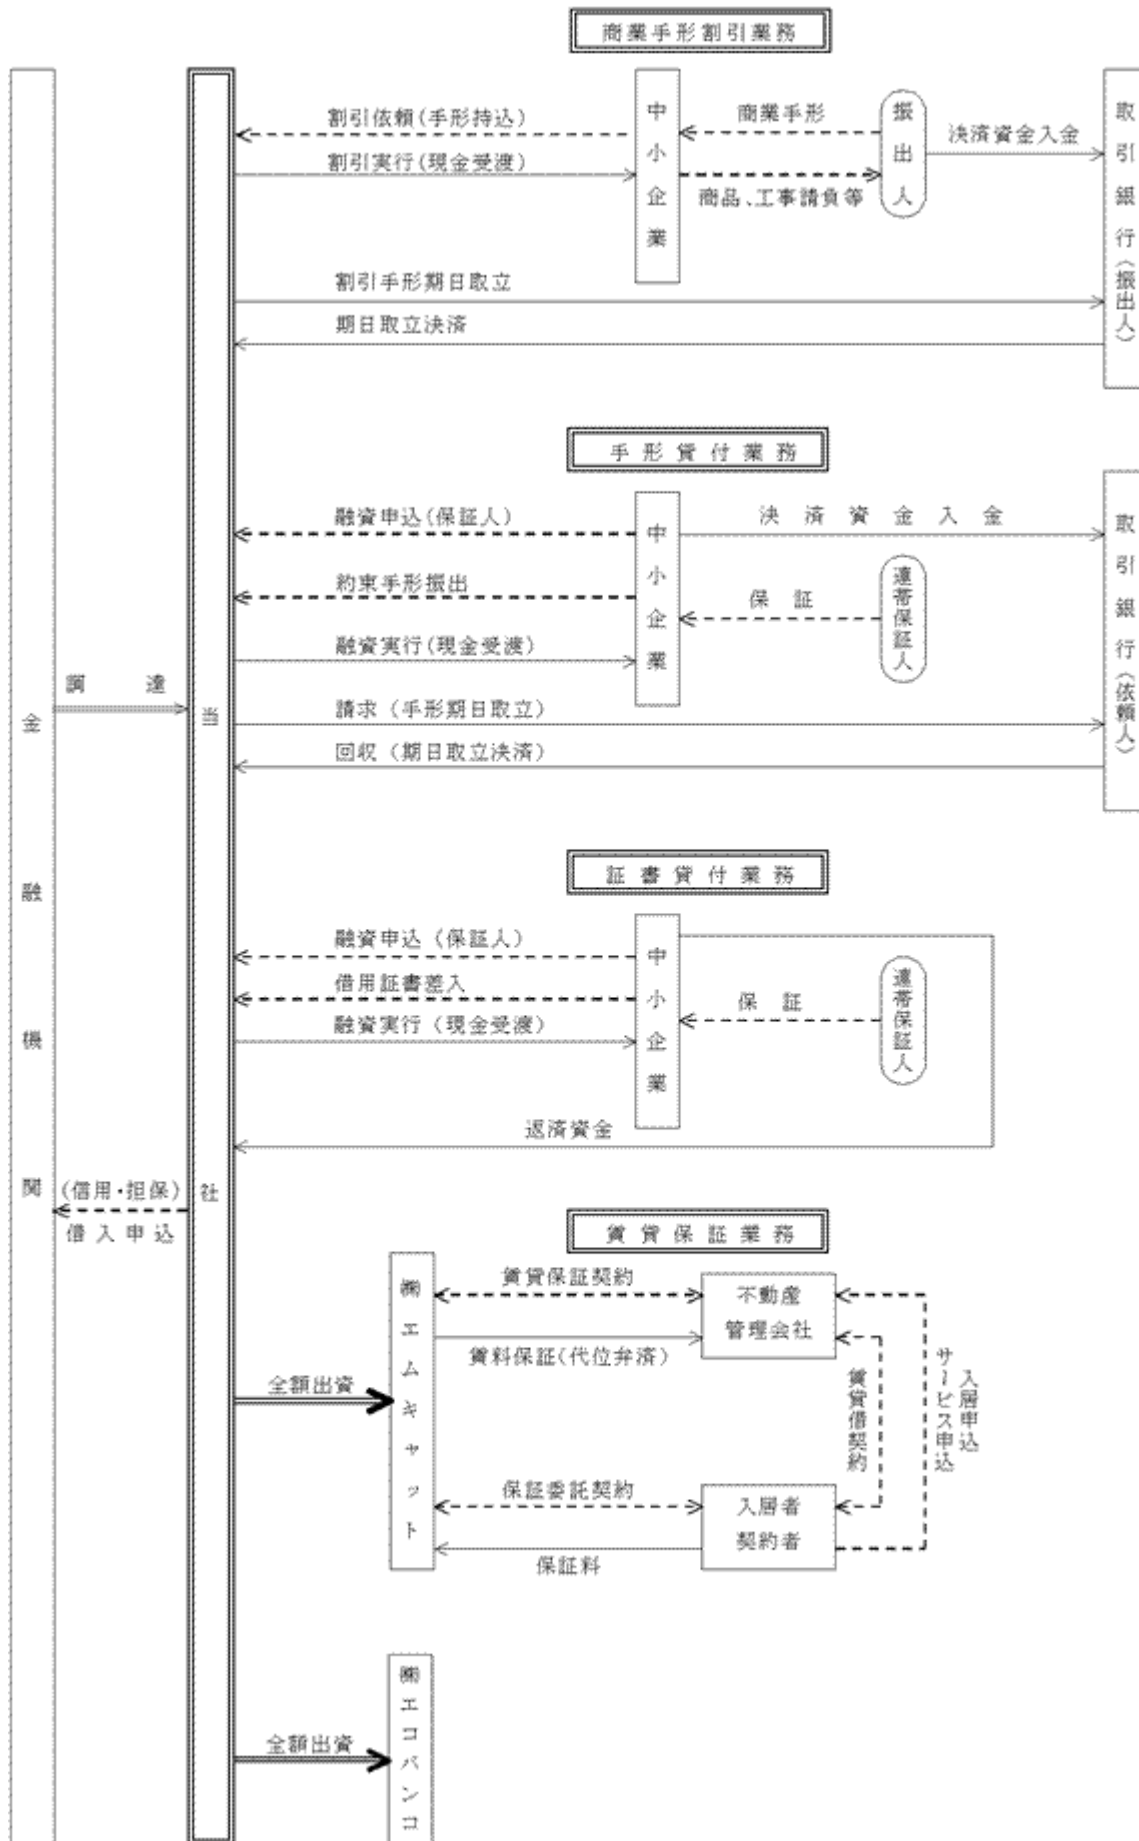 商業手形割引業務
割引依頼(手形持込)
割引実行(現金受渡)
中小企業
商業手形
商品、工事請負等
振出人
決済資金入金
取引銀行(振出人)
割引手形期日取立
期日取立決済
手形貸付業務
融資申込(保証人)
約束手形振出
融資実行(現金受渡)
中小企業
決済資金入金
保証
連帯保証人
取引銀行(依頼人)
請求(手形期日取立)
回収(期日取立決済)
調達
金融機関
当社
証書貸付業務
融資申込(保証人)
借用証書差入
融資実行(現金受渡)
中小企業
保証
連帯保証人
返済資金
(信用・担保)
借入申込
賃貸保証業務
㈱エムキャット
賃貸保証契約
賃料保証(代位弁済)
不動産
管理会社
全額出資
賃貸借契約
入居申込
サービス申込
保証委託契約
保証料
入居者
契約者
全額出資
㈱エコバンコ